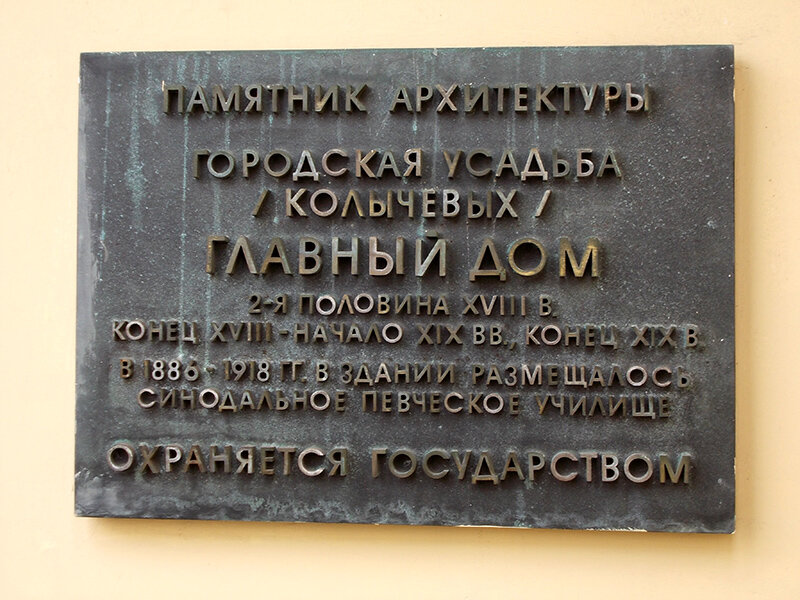 ПАМЯТНИК АРХИТЕКТУРЫ
ГОРОДСКАЯ УСАДЬБА
/КОЛЫЧЕВЫХ/
ГЛАВНЫЙ ДОМ
2-Я ПОЛОВИНА XVIII В.
КОНЕЦ XVIII - НАЧАЛО XIX ВВ., КОНЕЦ XIX В.
В 1886 - 1918 ГГ. В ЗДАНИИ РАЗМЕЩАЛОСЬ
СИНОДАЛЬНОЕ ПЕВЧЕСКОЕ УЧИЛИЩЕ
ОХРАНЯЕТСЯ ГОСУДАРСТВОМ